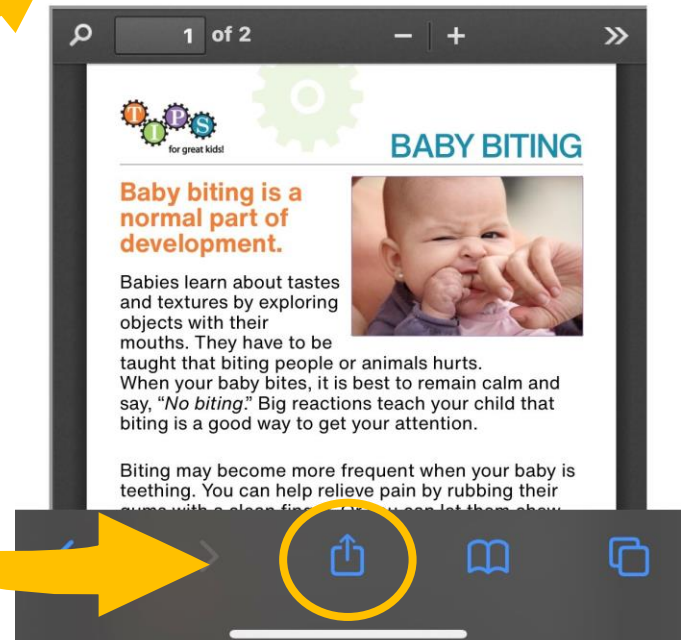 1 of 2
TIPS
for great kids!
BABY BITING
Baby biting is a
normal part of
development.
Babies learn about tastes
and textures by exploring
objects with their
mouths. They have to be
taught that biting people or animals hurts.
When your baby bites, it is best to remain calm and
say, “No biting.” Big reactions teach your child that
biting is a good way to get your attention.
Biting may become more frequent when your baby is
teething. You can help relieve pain by rubbing their
gums with a clean